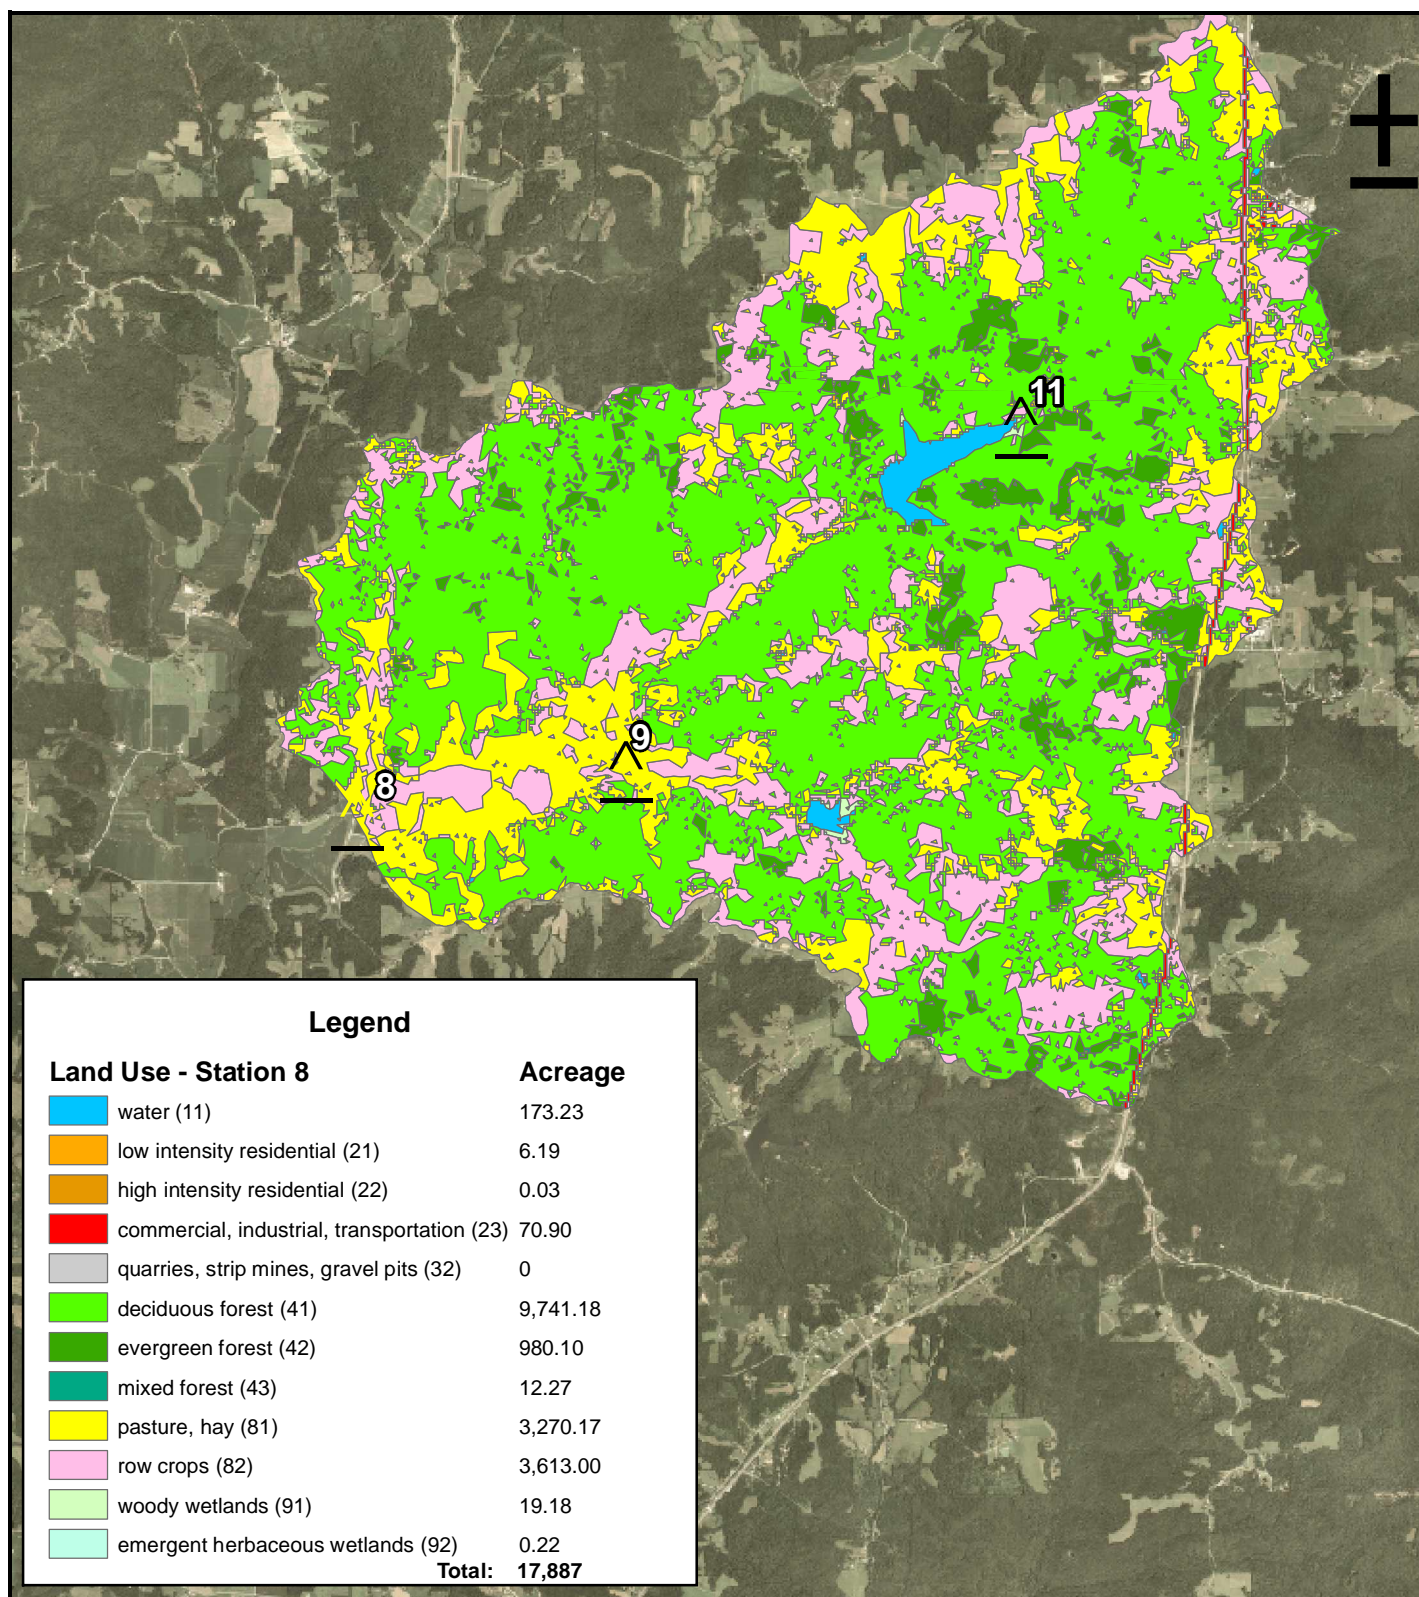 11
9
8
Legend
Land Use - Station 8 Acreage
water (11) 173.23
low intensity residential (21) 6.19
high intensity residential (22) 0.03
commercial, industrial, transportation (23) 70.90
quarries, strip mines, gravel pits (32) 0
deciduous forest (41) 9,741.18
evergreen forest (42) 980.10
mixed forest (43) 12.27
pasture, hay (81) 3,270.17
row crops (82) 3,613.00
woody wetlands (91) 19.18
emergent herbaceous wetlands (92) 0.22
Total: 17,887